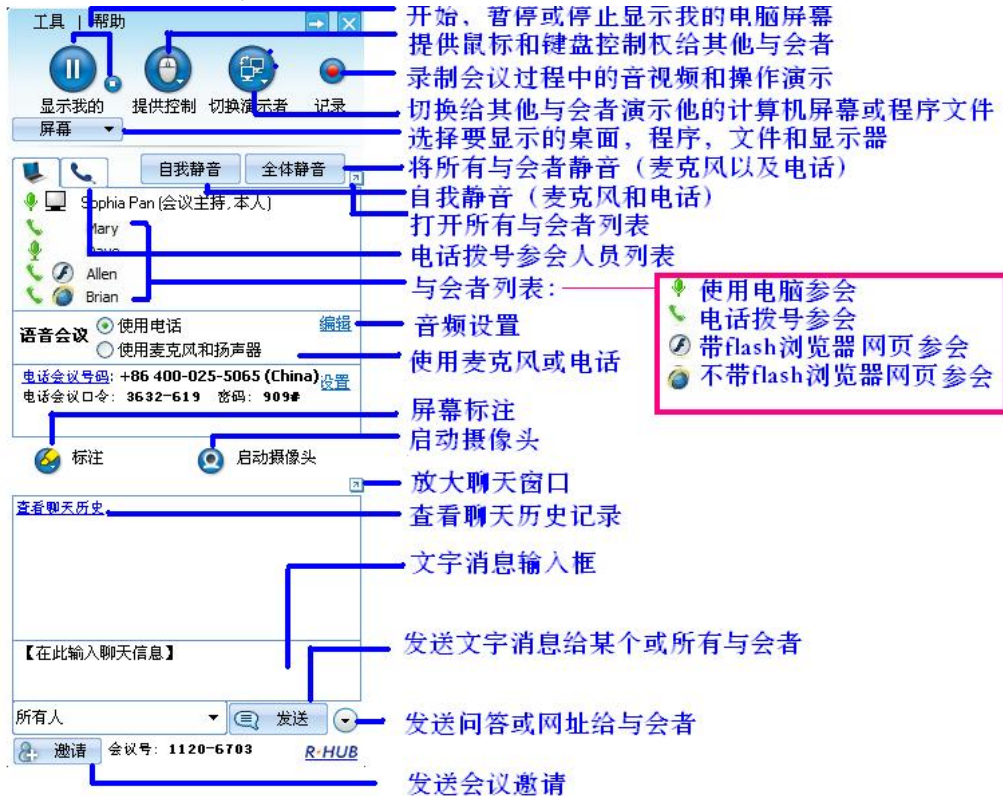 工具 | 帮助
显示我的 提供控制 切换演示者 记录
屏幕
自我静音 全体静音
Sophia Pan (会议主持,本人)
Mary
Dave
Allen
Brian
语音会议 使用电话 编辑
使用麦克风和扬声器
电话会议号码: +86 400-025-5065 (China) 设置
电话会议口令: 3632-619 密码: 909#
标注 启动摄像头
查看聊天历史
【在此输入聊天信息】
所有人 发送
邀请 会议号: 1120-6703 R·HUB
开始, 暂停或停止显示我的电脑屏幕
提供鼠标和键盘控制权给其他与会者
录制会议过程中的音视频和操作演示
切换给其他与会者演示他的计算机屏幕或程序文件
选择要显示的桌面, 程序, 文件和显示器
将所有与会者静音 (麦克风以及电话)
自我静音 (麦克风和电话)
打开所有与会者列表
电话拨号参会人员列表
与会者列表:
音频设置
使用麦克风或电话
屏幕标注
启动摄像头
放大聊天窗口
查看聊天历史记录
文字消息输入框
发送文字消息给某个或所有与会者
发送问答或网址给与会者
发送会议邀请
使用电脑参会
电话拨号参会
带flash浏览器网页参会
不带flash浏览器网页参会